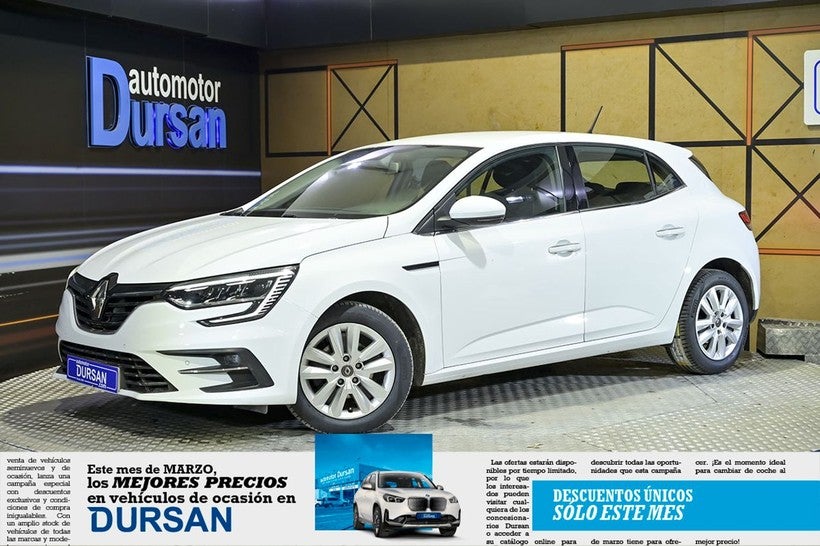 automotor
Dursan
automotor
DURSAN
.com
venta de vehículos
seminuevos y de
ocasión, lanza una
campaña especial
con descuentos
exclusivos y condi-
ciones de compra
inigualables. Con
un amplio stock de
vehículos de todas
las marcas y mode-
Este mes de MARZO,
los MEJORES PRECIOS
en vehículos de ocasión en
DURSAN
automotor Dursan
Las ofertas estarán dispo-
nibles por tiempo limitado,
por lo que
los interesa-
dos pueden
visitar cual-
quiera de los
concesiona-
rios Dursan
o acceder a
su catálogo online para
descubrir todas las oportu-
nidades que esta campaña
de marzo tiene para ofre-
cer. ¡Es el momento ideal
para cambiar de coche al
mejor precio!
DESCUENTOS ÚNICOS
SÓLO ESTE MES